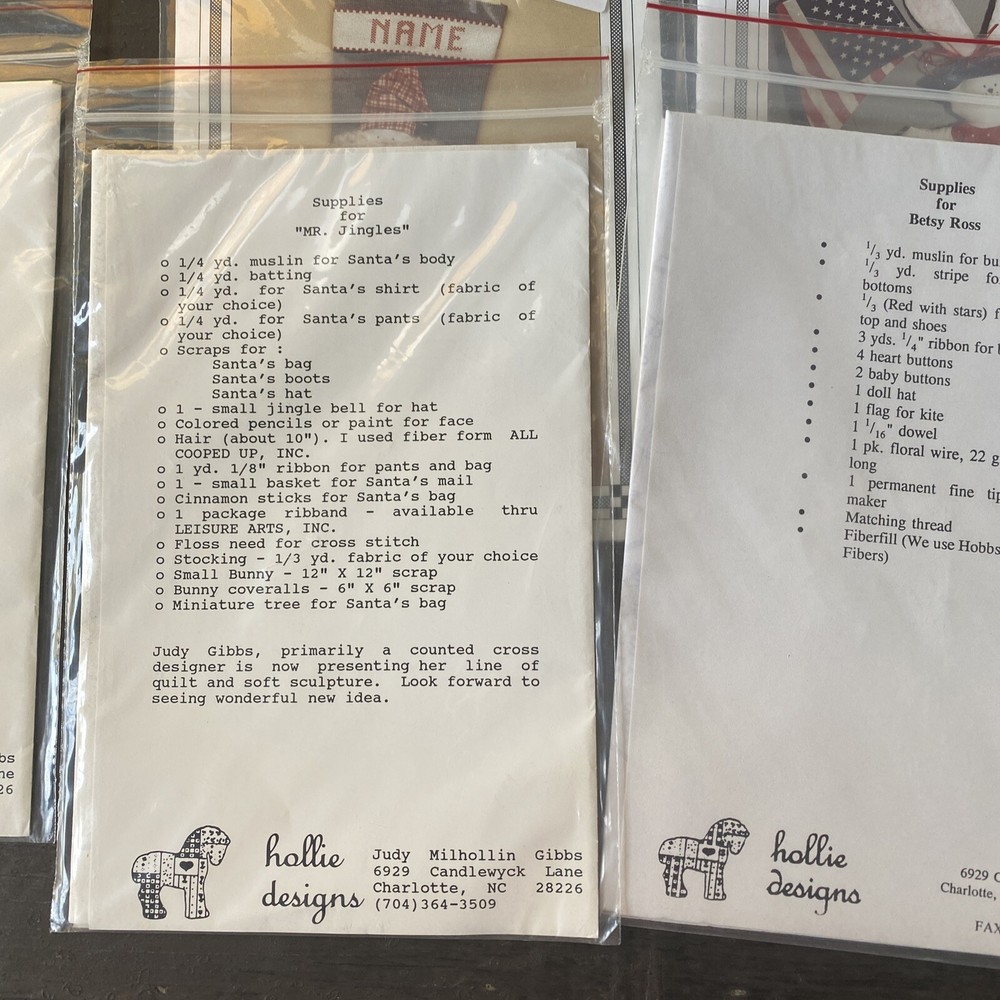 NAME
Supplies
for
"MR. Jingles"
o 1/4 yd. muslin for Santa's body
o 1/4 yd. batting
o 1/4 yd. for Santa's shirt (fabric of
your choice)
o 1/4 yd. for Santa's pants (fabric of
your choice)
o Scraps for :
Santa's bag
Santa's boots
Santa's hat
o 1 - small jingle bell for hat
o Colored pencils or paint for face
o Hair (about 10"). I used fiber form ALL
COOPED UP, INC.
o 1 yd. 1/8" ribbon for pants and bag
o 1 - small basket for Santa's mail
o Cinnamon sticks for Santa's bag
o 1 package ribband - available thru
LEISURE ARTS, INC.
o Floss need for cross stitch
o Stocking - 1/3 yd. fabric of your choice
o Small Bunny - 12" X 12" scrap
o Bunny coveralls - 6" X 6" scrap
o Miniature tree for Santa's bag
Judy Gibbs, primarily a counted cross
designer is now presenting her line of
quilt and soft sculpture. Look forward to
seeing wonderful new idea.
hollie
designs
Judy Milhollin Gibbs
6929 Candlewyck Lane
Charlotte, NC 28226
(704)364-3509
Supplies
for
Betsy Ross
• 1/3 yd. muslin for
• 1/3 yd. stripe
bottoms
• 1/3 (Red with stars)
top and shoes
• 3 yds. 1/4" ribbon for
• 4 heart buttons
• 2 baby buttons
• 1 doll hat
• 1 flag for kite
• 1 1/16" dowel
• 1 pk. floral wire, 22
long
• 1 permanent fine
maker
• Matching thread
• Fiberfill (We use Hobbs
Fibers)
hollie
designs
6929
Charlotte,
FAX
26